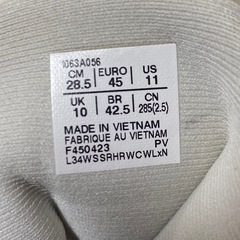 1063A056
CM EURO US
28.5 45 11
UK BR CN
10 42.5 285(2.5)
MADE IN VIETNAM
FABRIQUE AU VIETNAM
F450423 PV
L34WSSRHRWCWLxN